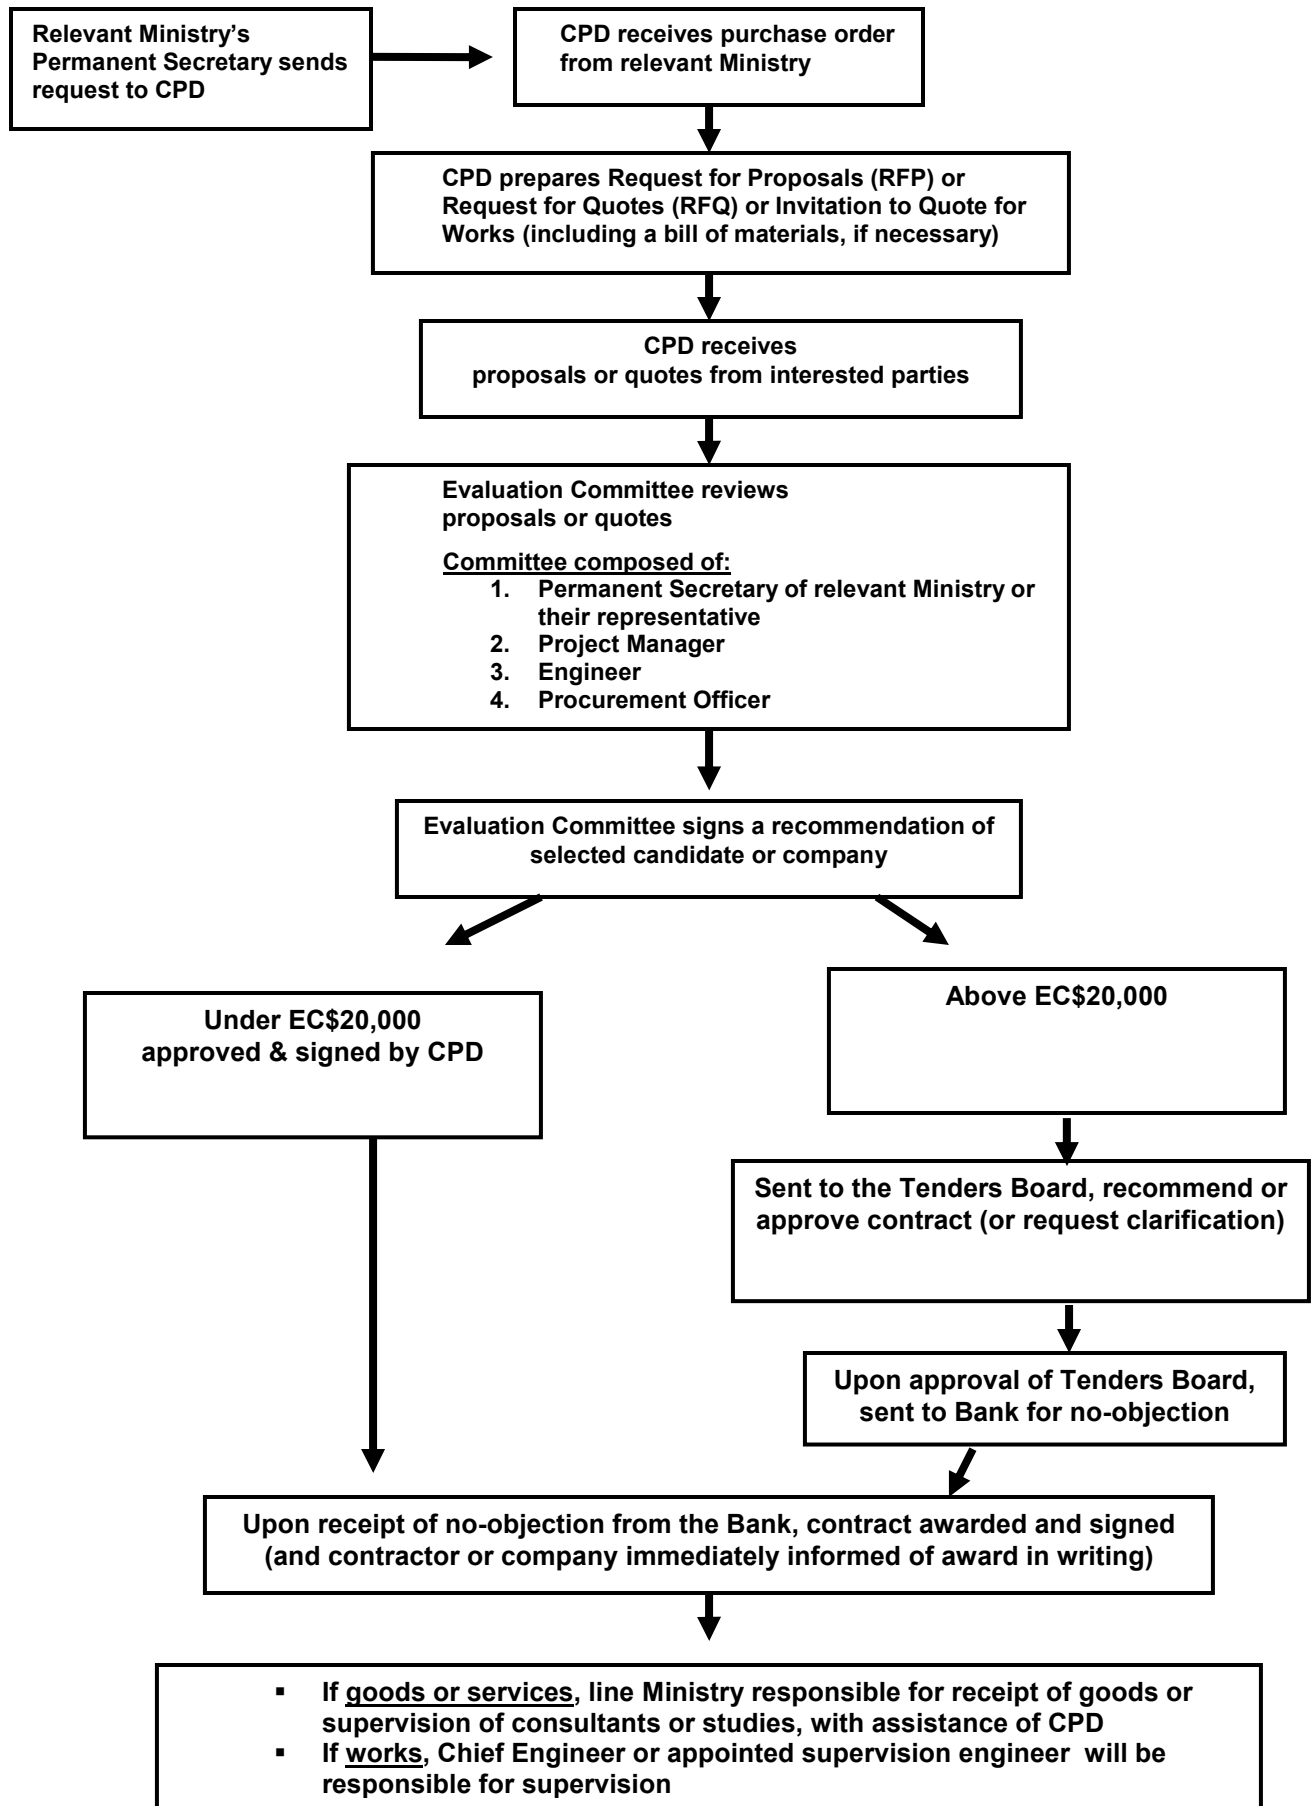 Relevant Ministry's
Permanent Secretary sends
request to CPD
CPD receives purchase order
from relevant Ministry
CPD prepares Request for Proposals (RFP) or
Request for Quotes (RFQ) or Invitation to Quote for
Works (including a bill of materials, if necessary)
CPD receives
proposals or quotes from interested parties
Evaluation Committee reviews
proposals or quotes
Committee composed of:
1. Permanent Secretary of relevant Ministry or
their representative
2. Project Manager
3. Engineer
4. Procurement Officer
Evaluation Committee signs a recommendation of
selected candidate or company
Under EC$20,000
approved & signed by CPD
Above EC$20,000
Sent to the Tenders Board, recommend or
approve contract (or request clarification)
Upon approval of Tenders Board,
sent to Bank for no-objection
Upon receipt of no-objection from the Bank, contract awarded and signed
(and contractor or company immediately informed of award in writing)
▪ If goods or services, line Ministry responsible for receipt of goods or
supervision of consultants or studies, with assistance of CPD
▪ If works, Chief Engineer or appointed supervision engineer will be
responsible for supervision